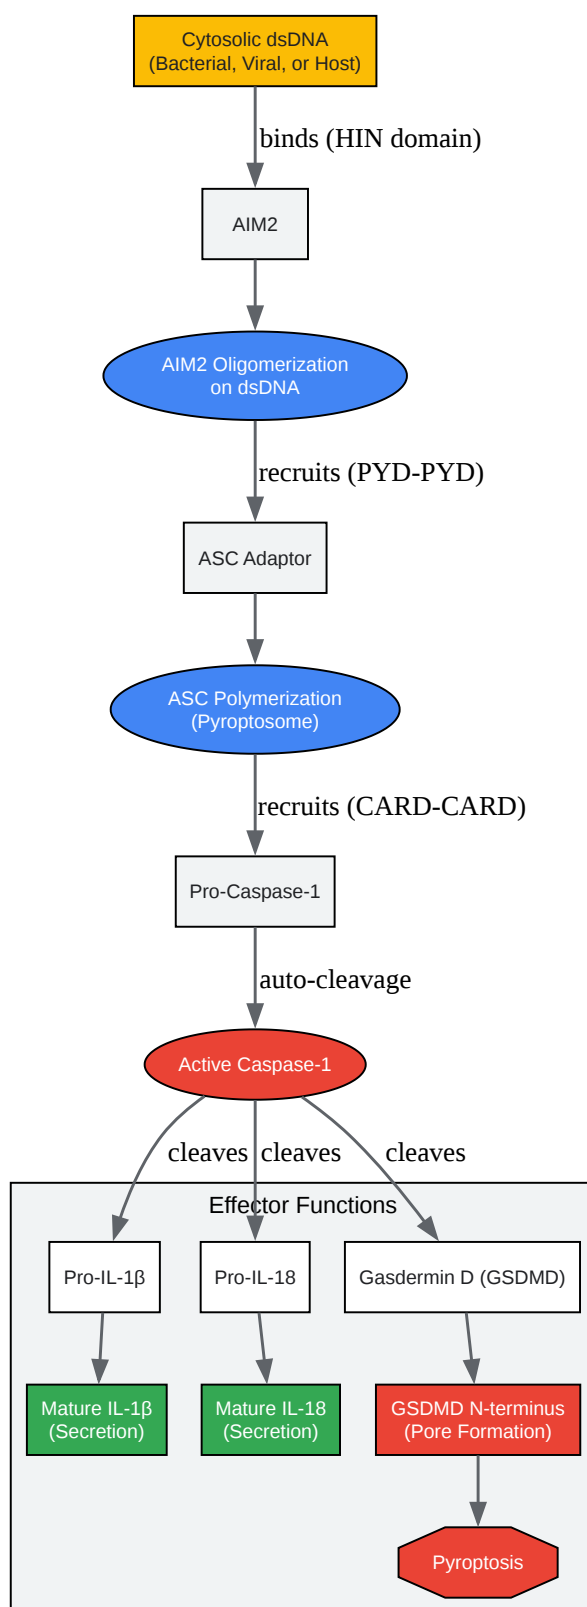 Cytosolic dsDNA
(Bacterial, Viral, or Host)
binds (HIN domain)
AIM2
AIM2 Oligomerization
on dsDNA
recruits (PYD-PYD)
ASC Adaptor
ASC Polymerization
(Pyroptosome)
recruits (CARD-CARD)
Pro-Caspase-1
auto-cleavage
Active Caspase-1
cleaves
cleaves
cleaves
Effector Functions
Pro-IL-1β
Pro-IL-18
Gasdermin D (GSDMD)
Mature IL-1β
(Secretion)
Mature IL-18
(Secretion)
GSDMD N-terminus
(Pore Formation)
Pyroptosis